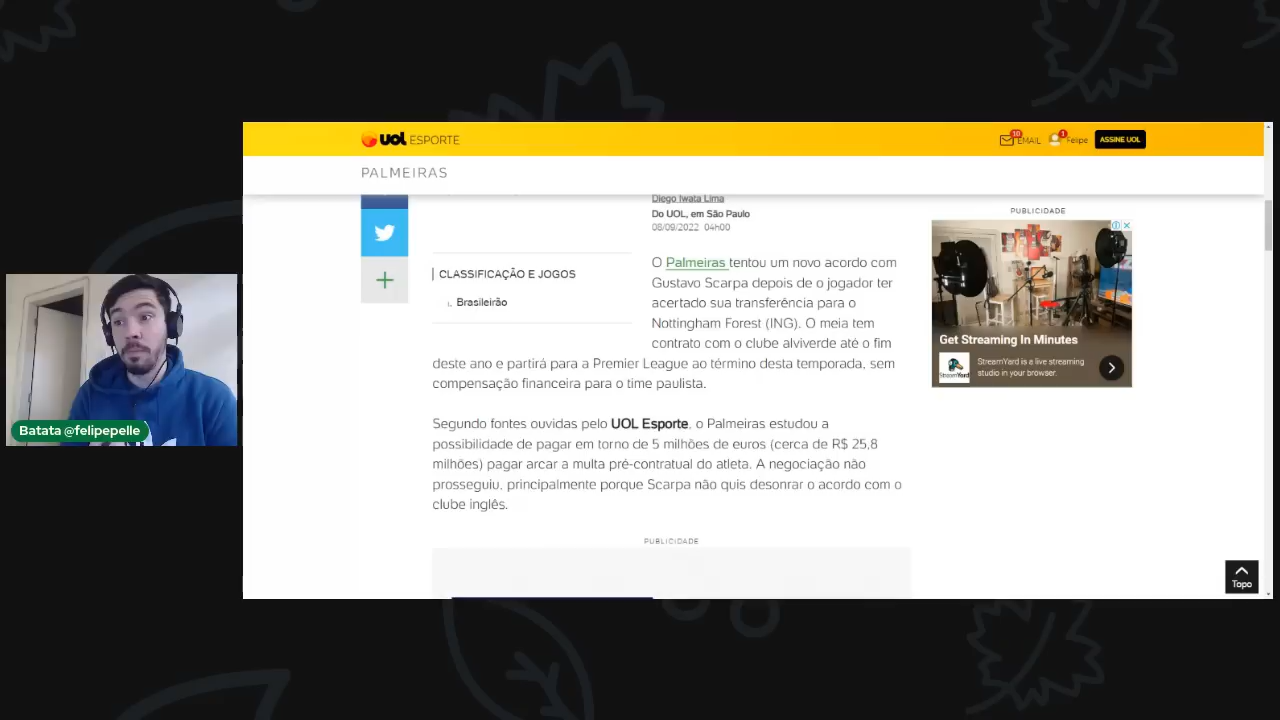 uol ESPORTE
10
EMAIL
1
Felipe
ASSINE UOL
PALMEIRAS
Diego Iwata Lima
Do UOL, em São Paulo
08/09/2022 04h00
CLASSIFICAÇÃO E JOGOS
Brasileirão
O Palmeiras tentou um novo acordo com
Gustavo Scarpa depois de o jogador ter
acertado sua transferência para o
Nottingham Forest (ING). O meia tem
contrato com o clube alviverde até o fim
deste ano e partirá para a Premier League ao término desta temporada, sem
compensação financeira para o time paulista.
Segundo fontes ouvidas pelo UOL Esporte, o Palmeiras estudou a
possibilidade de pagar em torno de 5 milhões de euros (cerca de R$ 25,8
milhões) pagar arcar a multa pré-contratual do atleta. A negociação não
prosseguiu, principalmente porque Scarpa não quis desonrar o acordo com o
clube inglês.
PUBLICIDADE
PUBLICIDADE
Get Streaming In Minutes
StreamYard
StreamYard is a live streaming
studio in your browser.
Topo
Batata @felipepelle